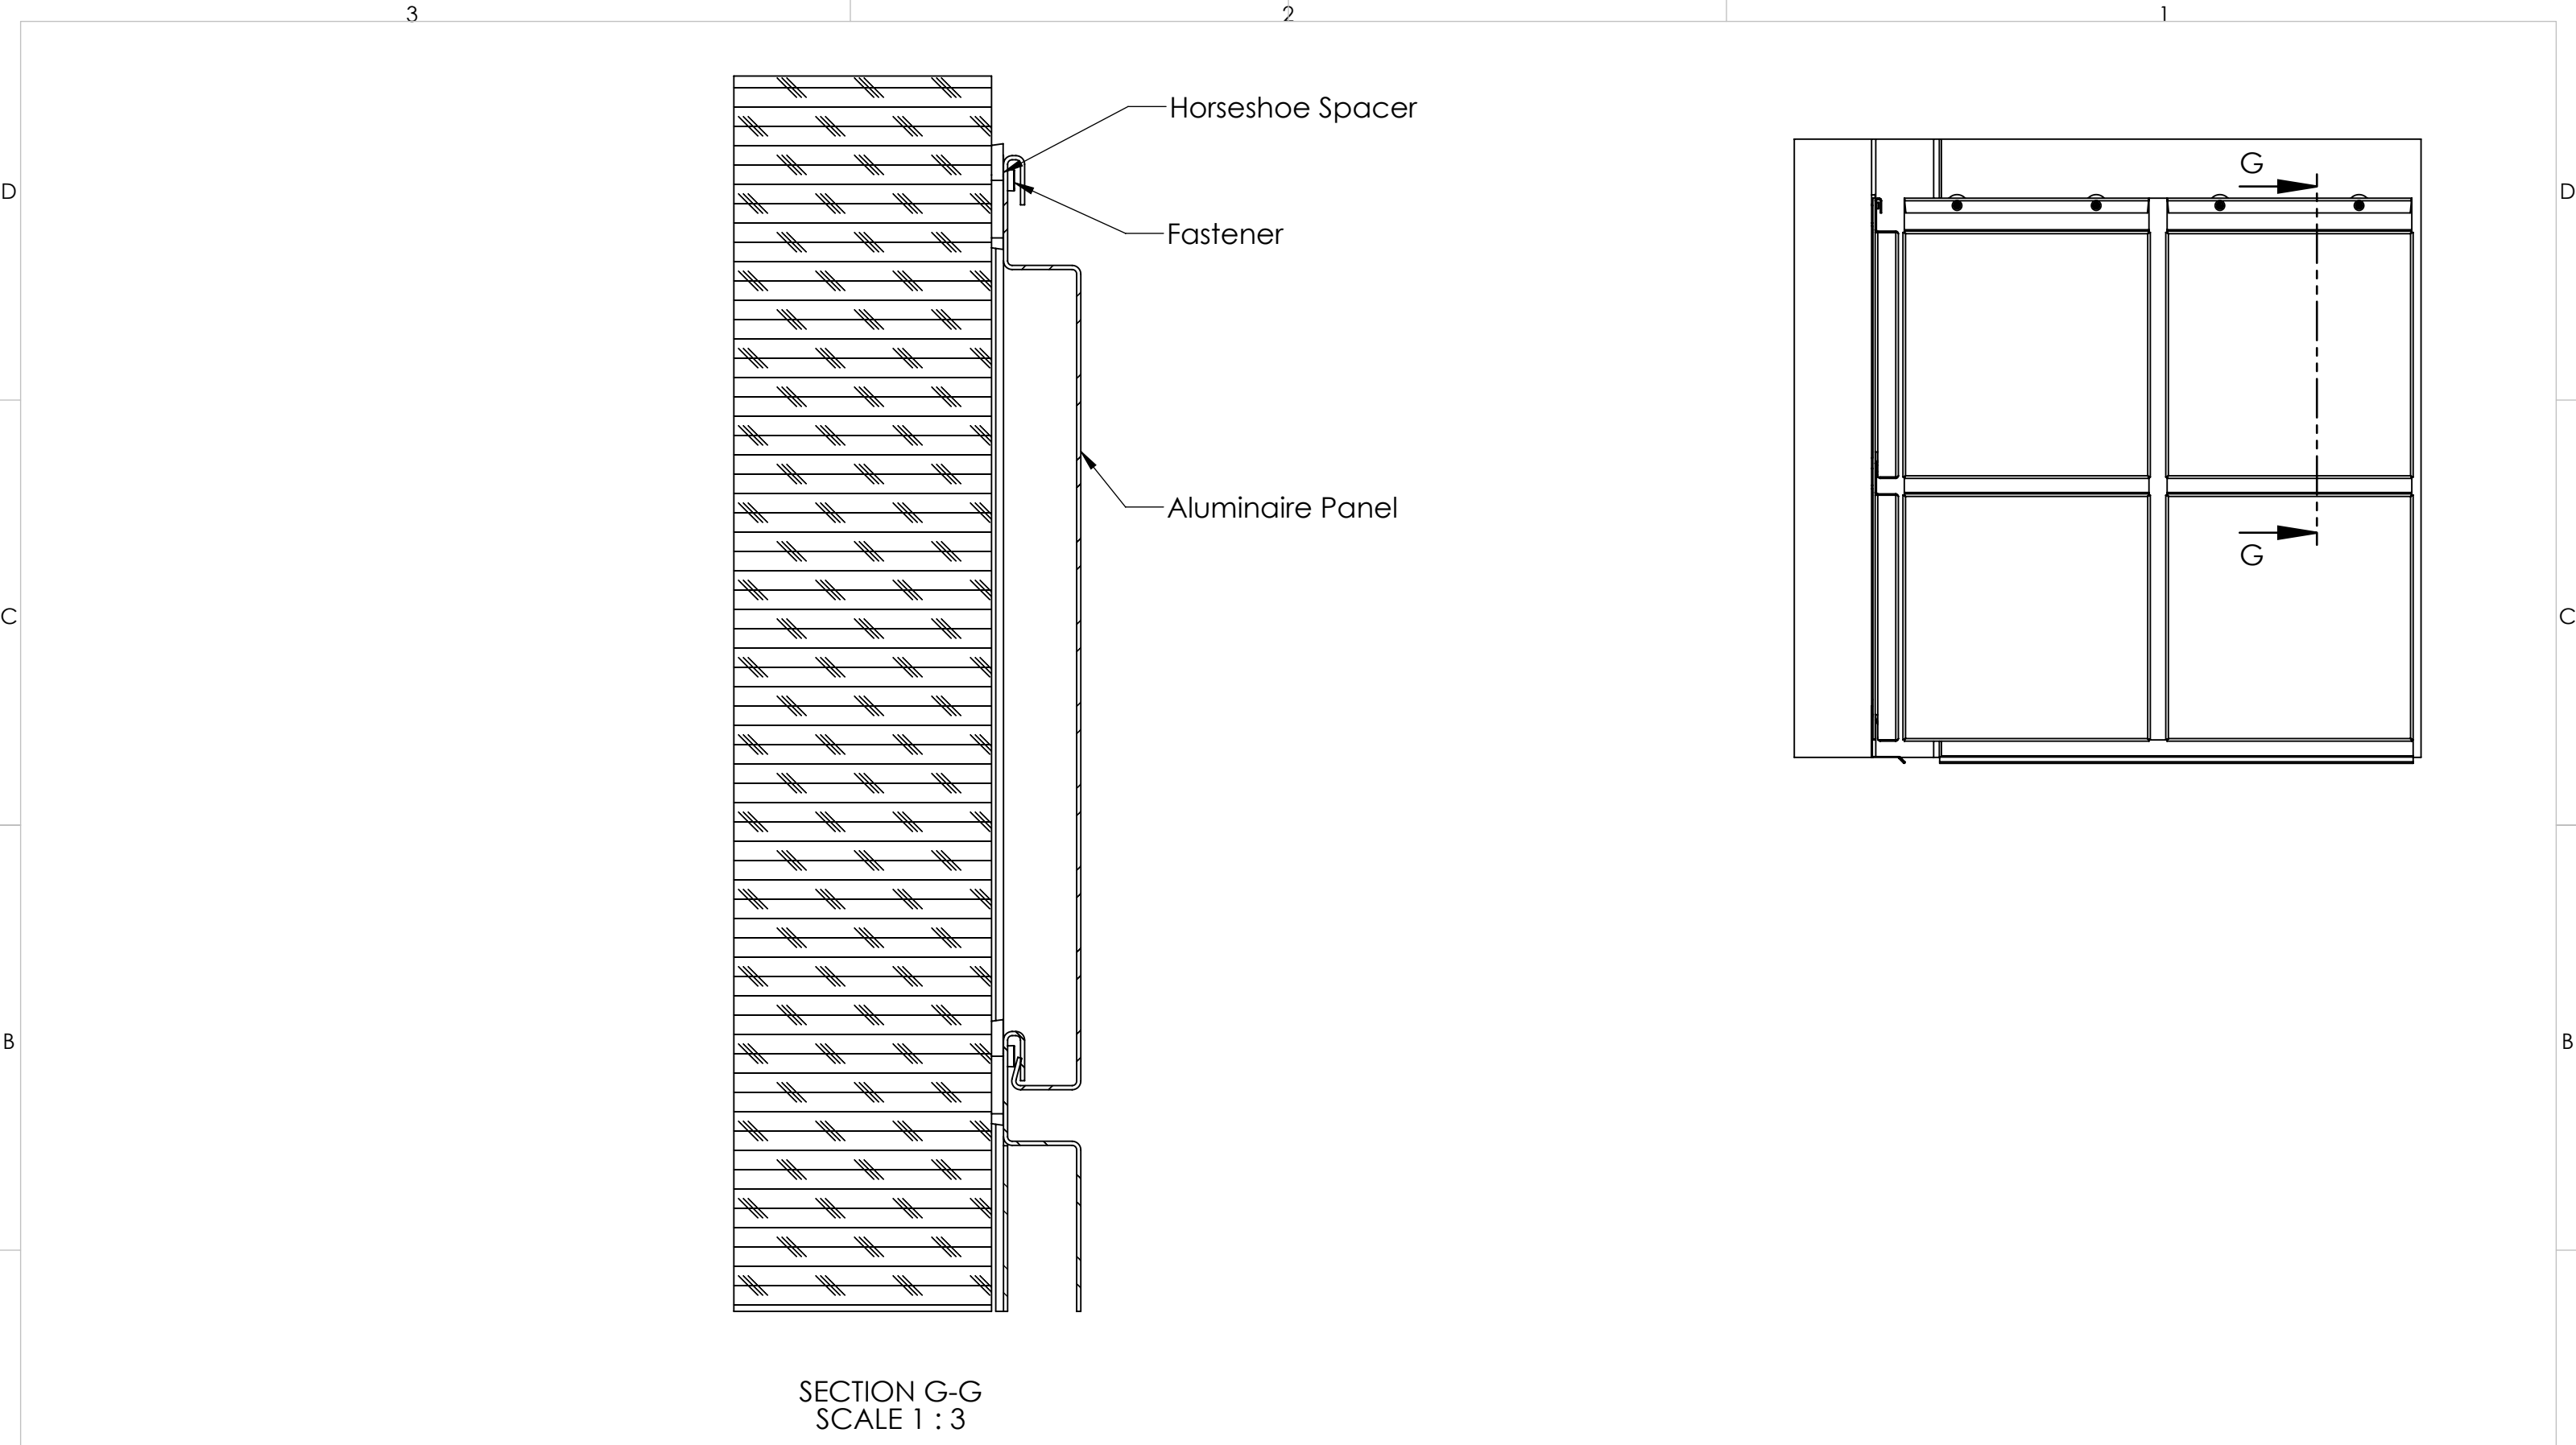 3
2
1
D
D
Horseshoe Spacer
Fastener
G
G
Aluminaire Panel
C
C
B
B
SECTION G-G
SCALE 1 : 3